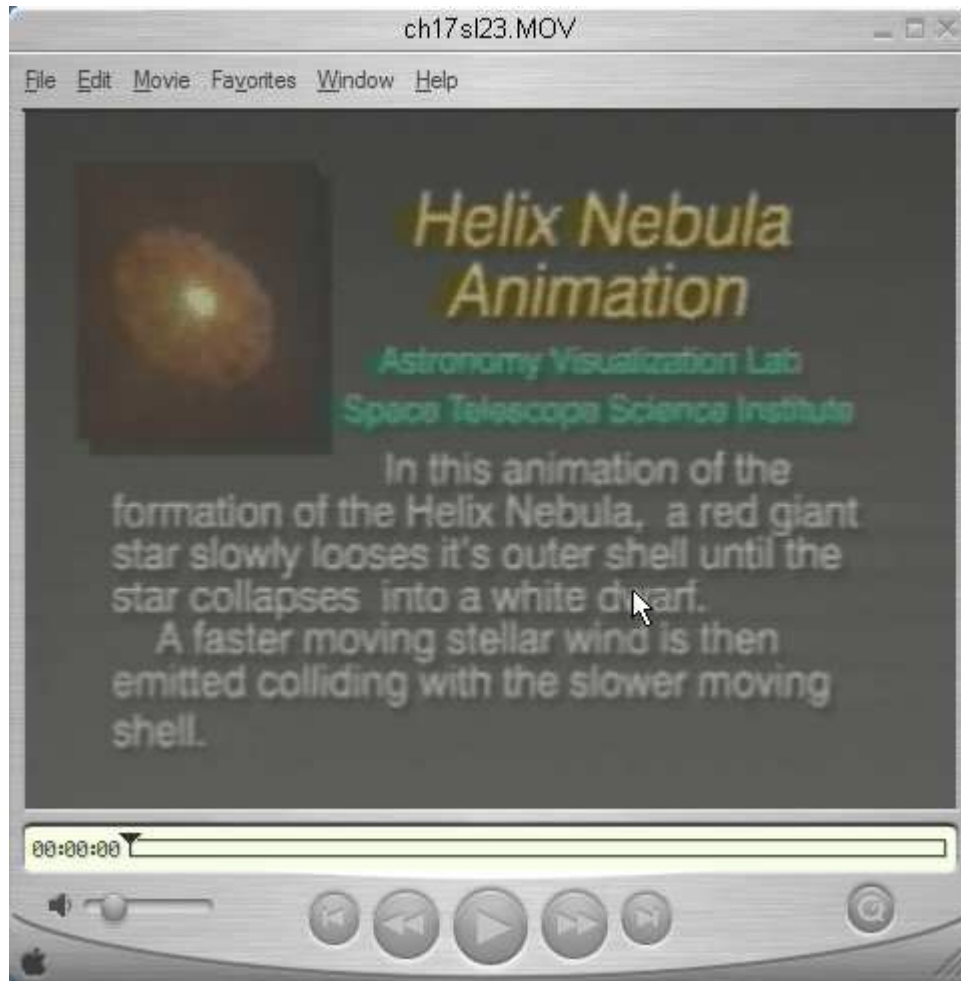 ch17sl23.MOV
File Edit Movie Favorites Window Help
Helix Nebula
Animation
Astronomy Visualization Lab
Space Telescope Science Institute
In this animation of the
formation of the Helix Nebula, a red giant
star slowly looses it's outer shell until the
star collapses into a white dwarf.
A faster moving stellar wind is then
emitted colliding with the slower moving
shell.
00:00:00